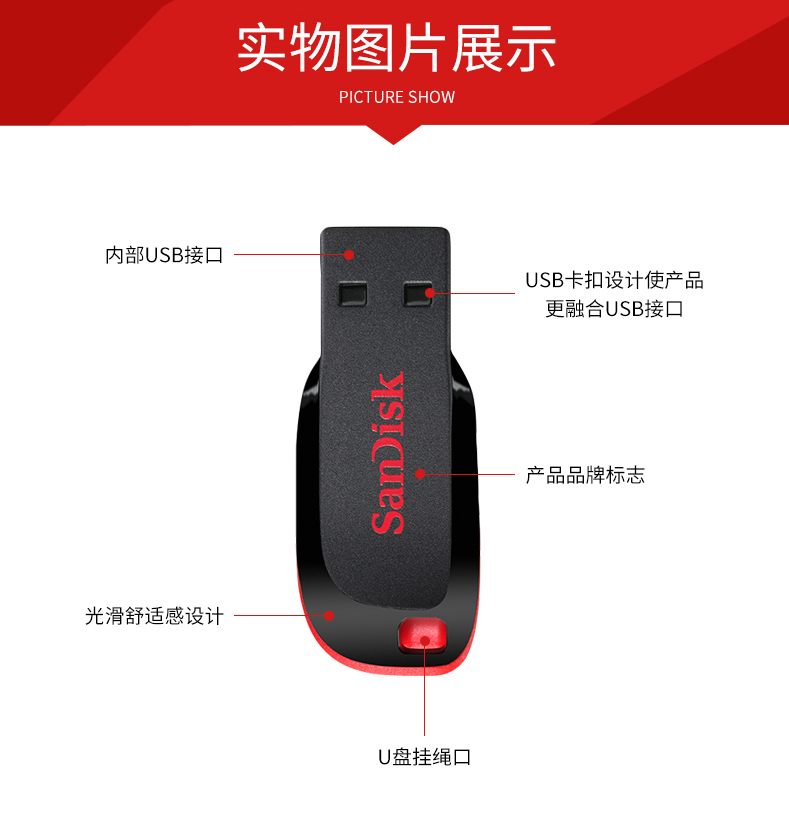 实物图片展示
PICTURE SHOW
内部USB接口
USB卡扣设计使产品
更融合USB接口
SanDisk
产品品牌标志
光滑舒适感设计
U盘挂绳口